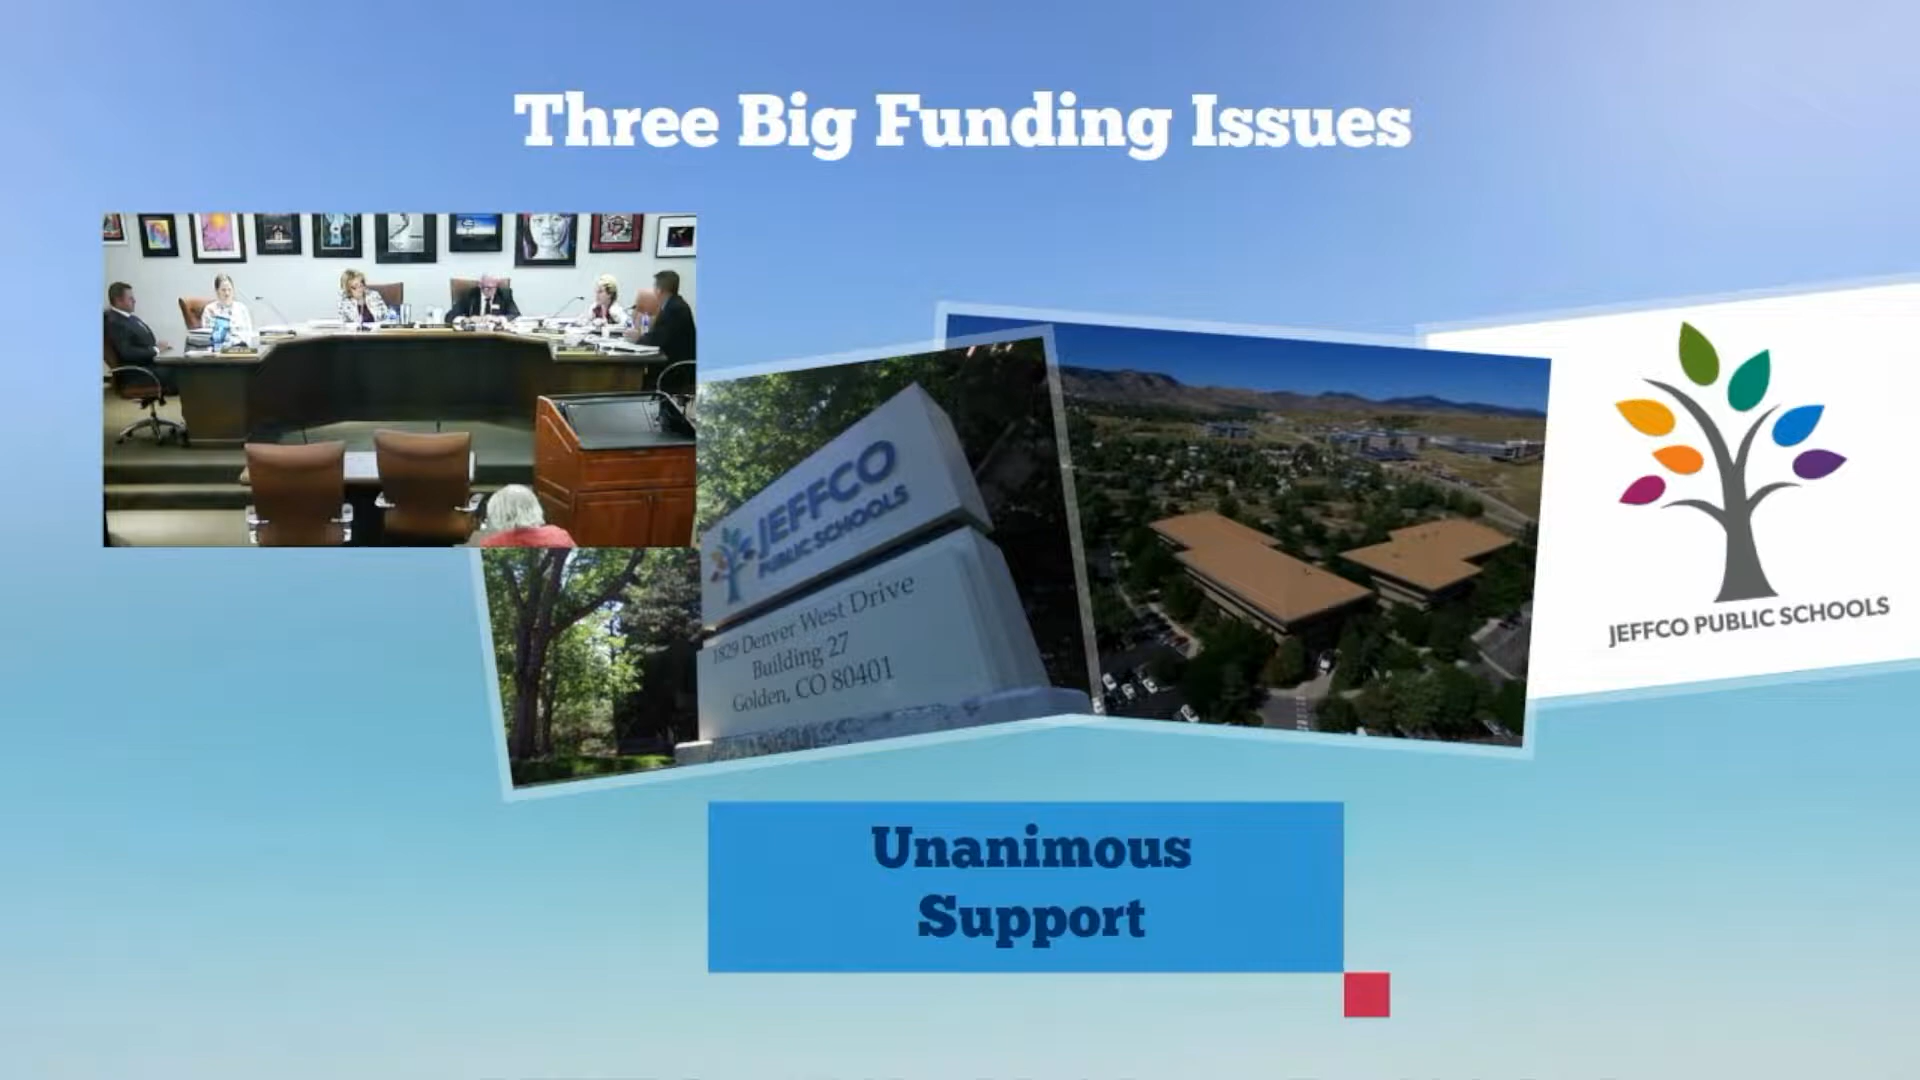 Three Big Funding Issues
JEFFCO
PUBLIC SCHOOLS
1829 Denver West Drive
Building 27
Golden, CO 80401
JEFFCO PUBLIC SCHOOLS
Unanimous
Support